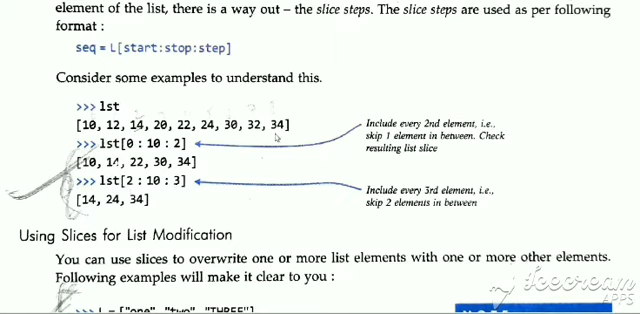 element of the list, there is a way out – the slice steps. The slice steps are used as per following
format :
seq = L[start:stop:step]
Consider some examples to understand this.
>>> lst
[10, 12, 14, 20, 22, 24, 30, 32, 34]
>>> lst[0 : 10 : 2]
[10, 14, 22, 30, 34]
>>> lst[2 : 10 : 3]
[14, 24, 34]
Include every 2nd element, i.e.,
skip 1 element in between. Check
resulting list slice
Include every 3rd element, i.e.,
skip 2 elements in between
Using Slices for List Modification
You can use slices to overwrite one or more list elements with one or more other elements.
Following examples will make it clear to you :
>>> L = ["one" "two" "THREE"]
Icecream
APPS